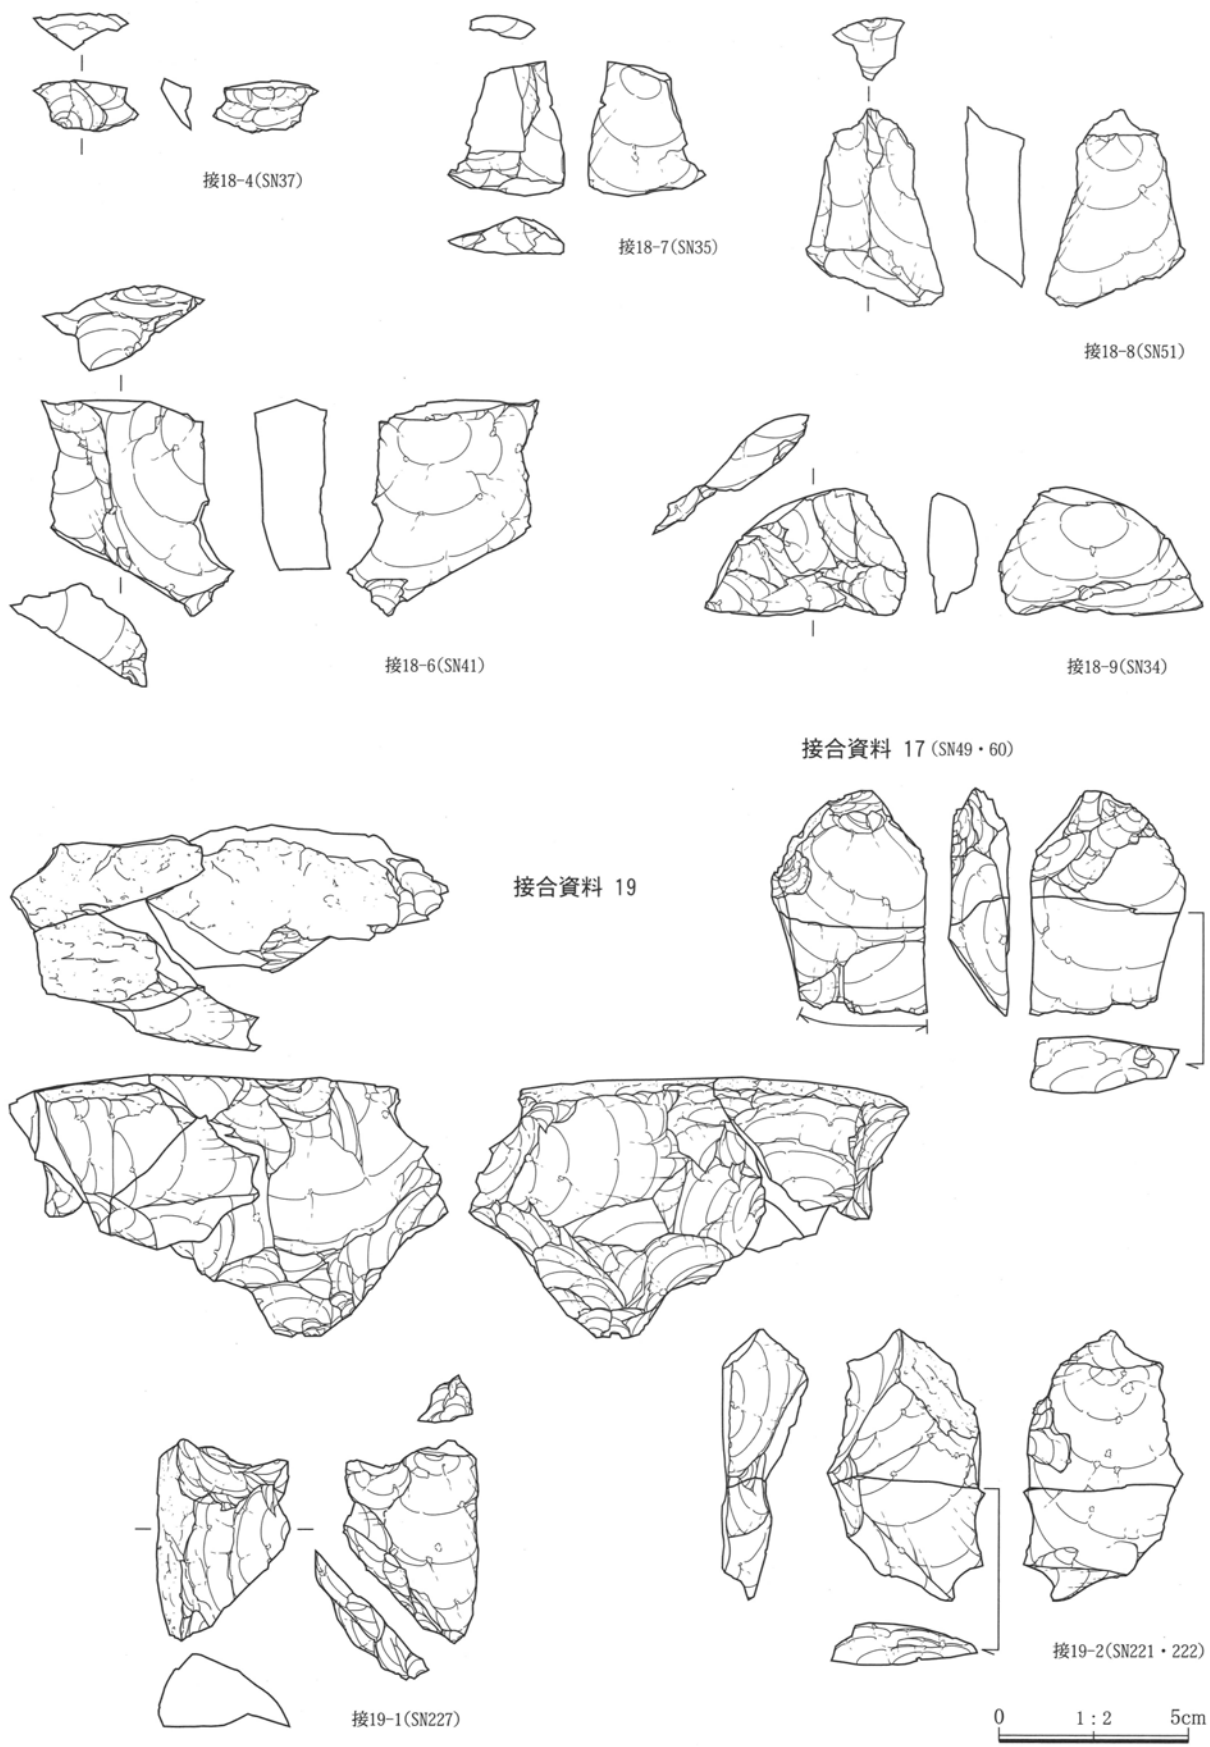 接18-4(SN37)
接18-7(SN35)
接18-8(SN51)
接18-6(SN41)
接18-9(SN34)
接合資料 17(SN49・60)
接合資料 19
接19-2(SN221・222)
接19-1(SN227)
0 1:2 5cm